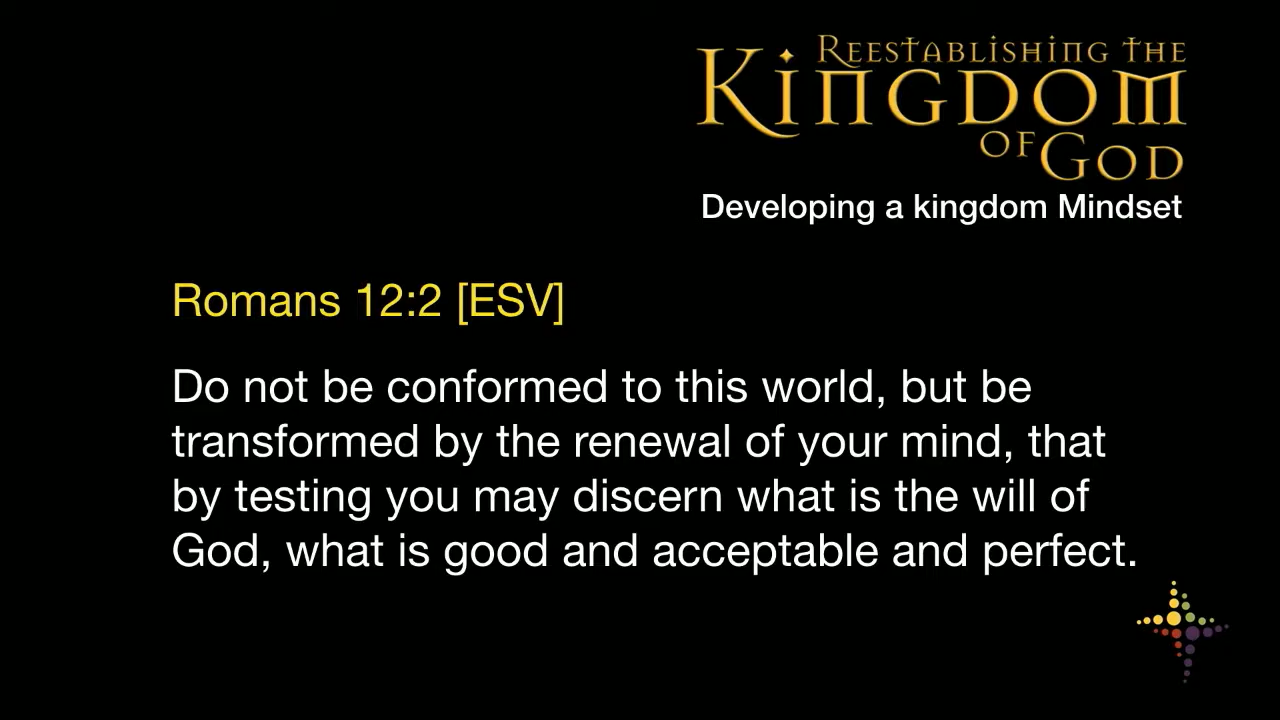 Reestablishing the
Kingdom
of God
Developing a kingdom Mindset
Romans 12:2 [ESV]
Do not be conformed to this world, but be
transformed by the renewal of your mind, that
by testing you may discern what is the will of
God, what is good and acceptable and perfect.